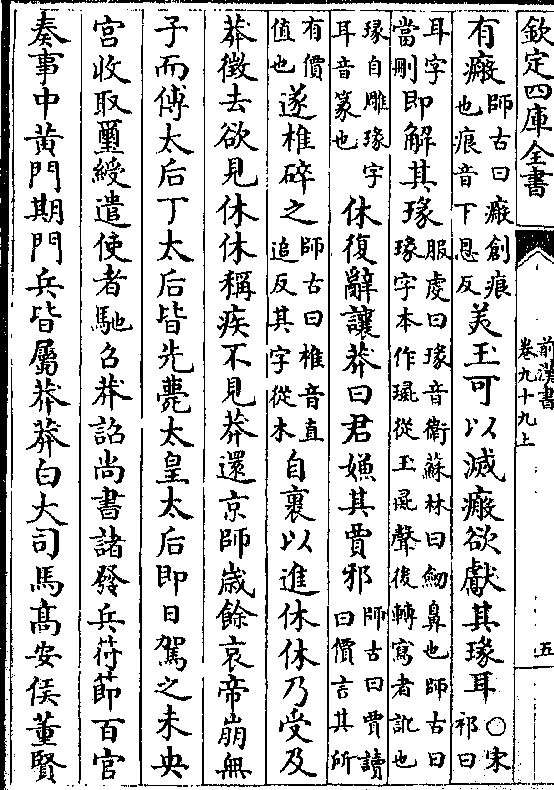 欽定四庫全書
前漢書
卷九十九上
五
有瘢師古曰瘢創痕也痕音下恩反美玉可以滅瘢欲獻其瑑耳○宋祁曰
耳字當刪即解其瑑服虔曰瑑音衛蘇林曰劒鼻也師古曰瑑字本作璏從玉彘聲後轉寫者訛也
瑑自雕瑑字耳音篆也休復辭讓莽曰君嫌其賈邪師古曰賈讀曰價言其所
有價值也遂椎碎之師古曰椎音直追反其字從木自裹以進休休乃受及
莽徵去欲見休休稱疾不見莽還京師歲餘哀帝崩無
子而傅太后丁太后皆先薨太皇太后即日駕之未央
宮收取璽綬遣使者馳召莽詔尚書諸發兵符節百官
奏事中黃門期門兵皆屬莽莽白大司馬髙安侯董賢